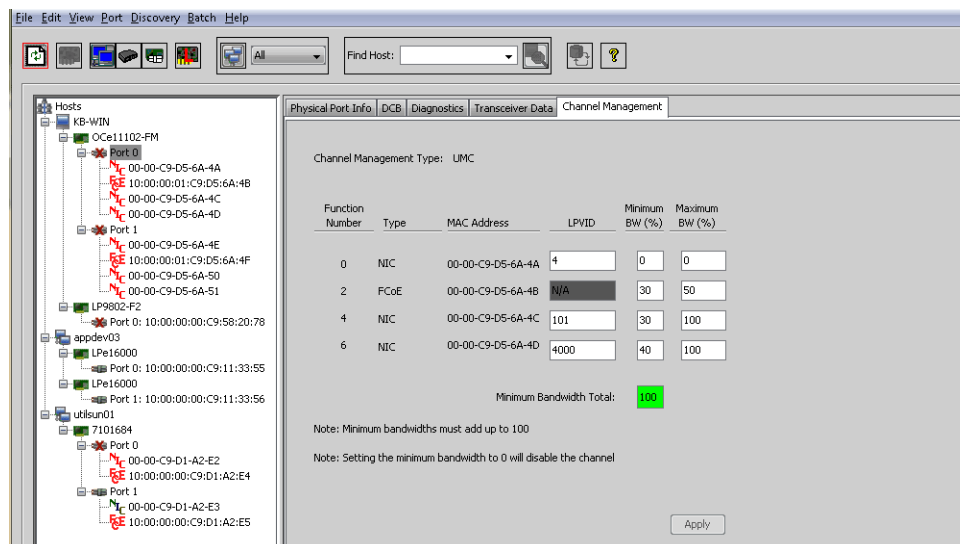 File Edit View Port Discovery Batch Help
All Find Host:
Hosts
KB-WIN
OCe11102-FM
Port 0
NIC 00-00-C9-D5-6A-4A
FCoE 10:00:00:01:C9:D5:6A:4B
NIC 00-00-C9-D5-6A-4C
NIC 00-00-C9-D5-6A-4D
Port 1
NIC 00-00-C9-D5-6A-4E
FCoE 10:00:00:01:C9:D5:6A:4F
NIC 00-00-C9-D5-6A-50
NIC 00-00-C9-D5-6A-51
LP9802-F2
Port 0: 10:00:00:00:C9:58:20:78
appdev03
LPe16000
Port 0: 10:00:00:00:C9:11:33:55
LPe16000
Port 1: 10:00:00:00:C9:11:33:56
utilsun01
7101684
Port 0
NIC 00-00-C9-D1-A2-E2
FCoE 10:00:00:00:C9:D1:A2:E4
Port 1
NIC 00-00-C9-D1-A2-E3
FCoE 10:00:00:00:C9:D1:A2:E5
Physical Port Info DCB Diagnostics Transceiver Data Channel Management
Channel Management Type: UMC
Function Number Type MAC Address LPVID Minimum BW (%) Maximum BW (%)
0 NIC 00-00-C9-D5-6A-4A 4 0 0
2 FCoE 00-00-C9-D5-6A-4B N/A 30 50
4 NIC 00-00-C9-D5-6A-4C 101 30 100
6 NIC 00-00-C9-D5-6A-4D 4000 40 100
Minimum Bandwidth Total: 100
Note: Minimum bandwidths must add up to 100
Note: Setting the minimum bandwidth to 0 will disable the channel
Apply